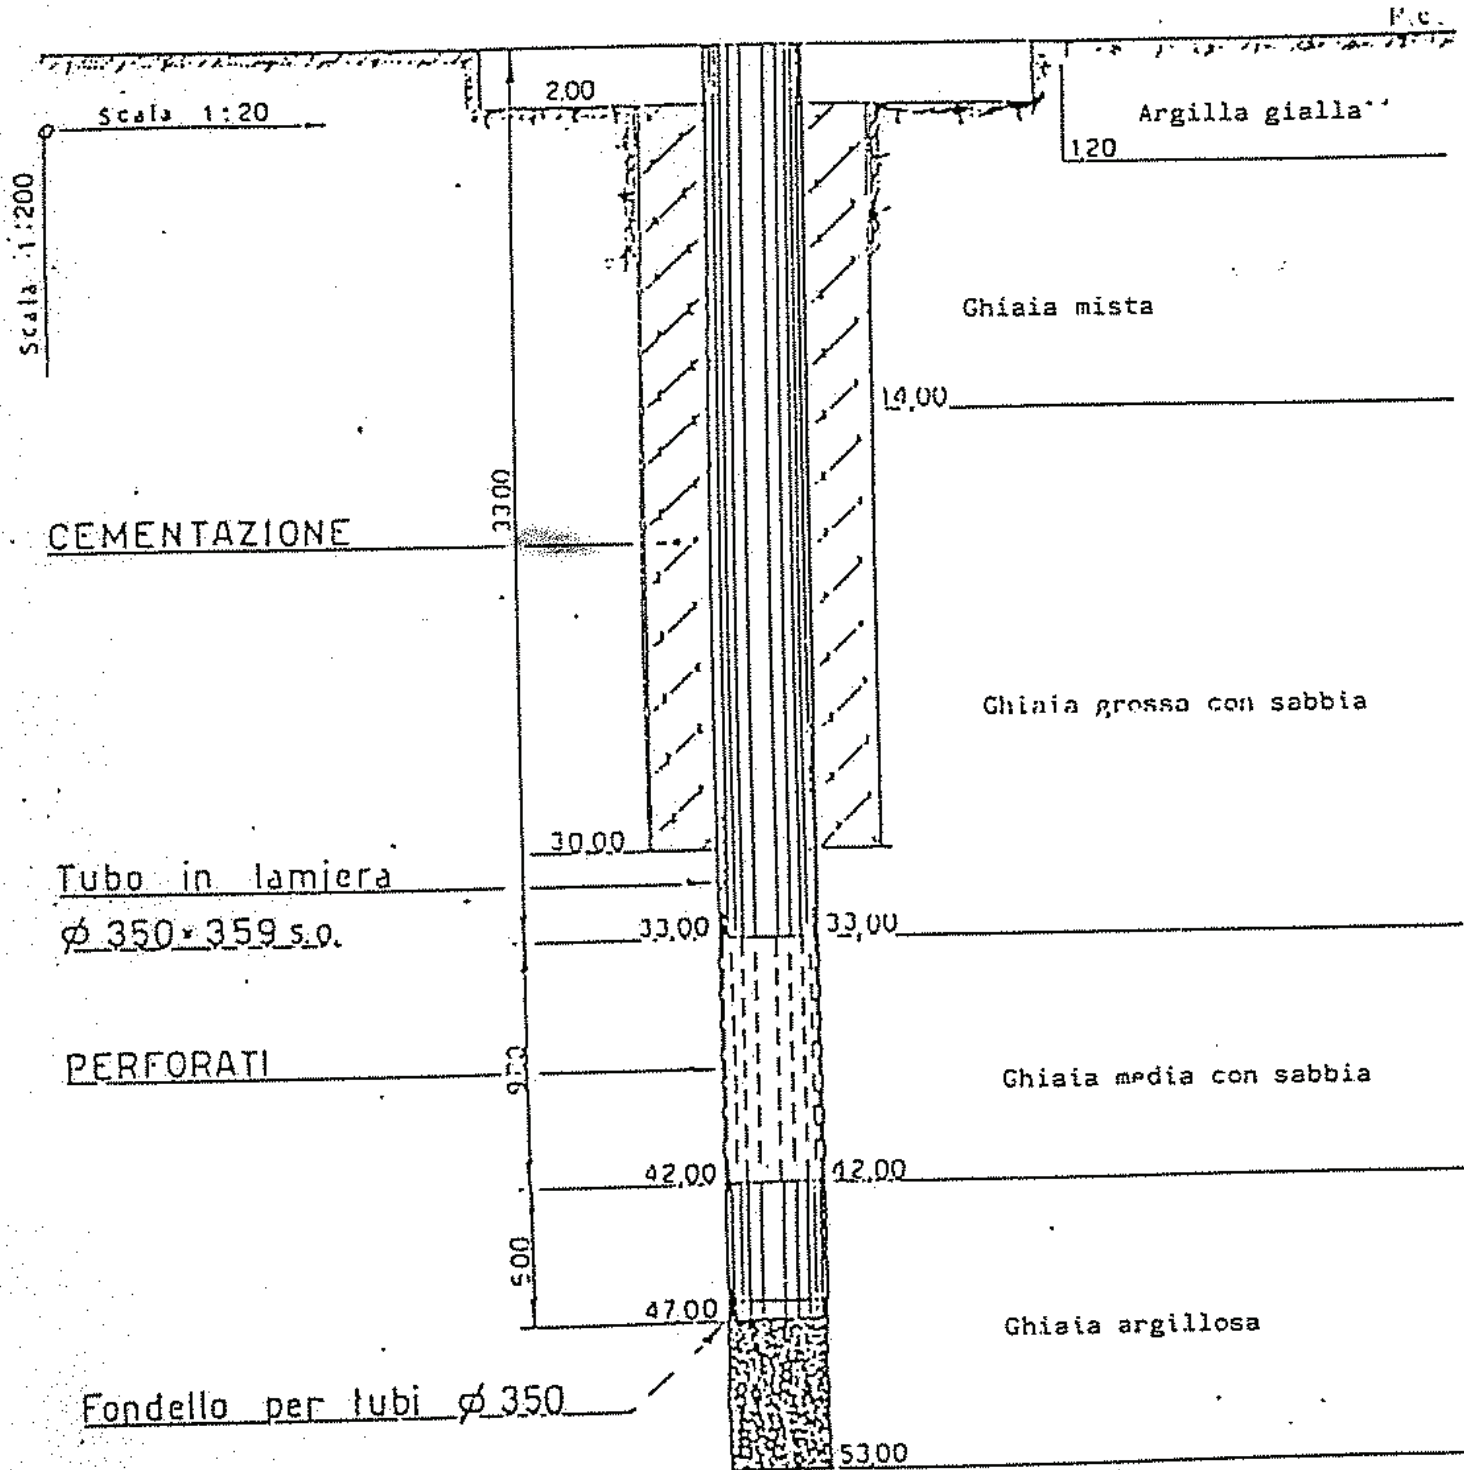 P.c.
2,00
Scala 1:20
Argilla gialla
1,20
Scala 1:200
Ghiaia mista
14,00
33,00
CEMENTAZIONE
Ghiaia grossa con sabbia
30,00
Tubo in lamiera
Ø 350 × 359 s.o.
33,00 33,00
PERFORATI
9,00
Ghiaia media con sabbia
42,00 42,00
5,00
47,00
Ghiaia argillosa
Fondello per tubi Ø 350
53,00